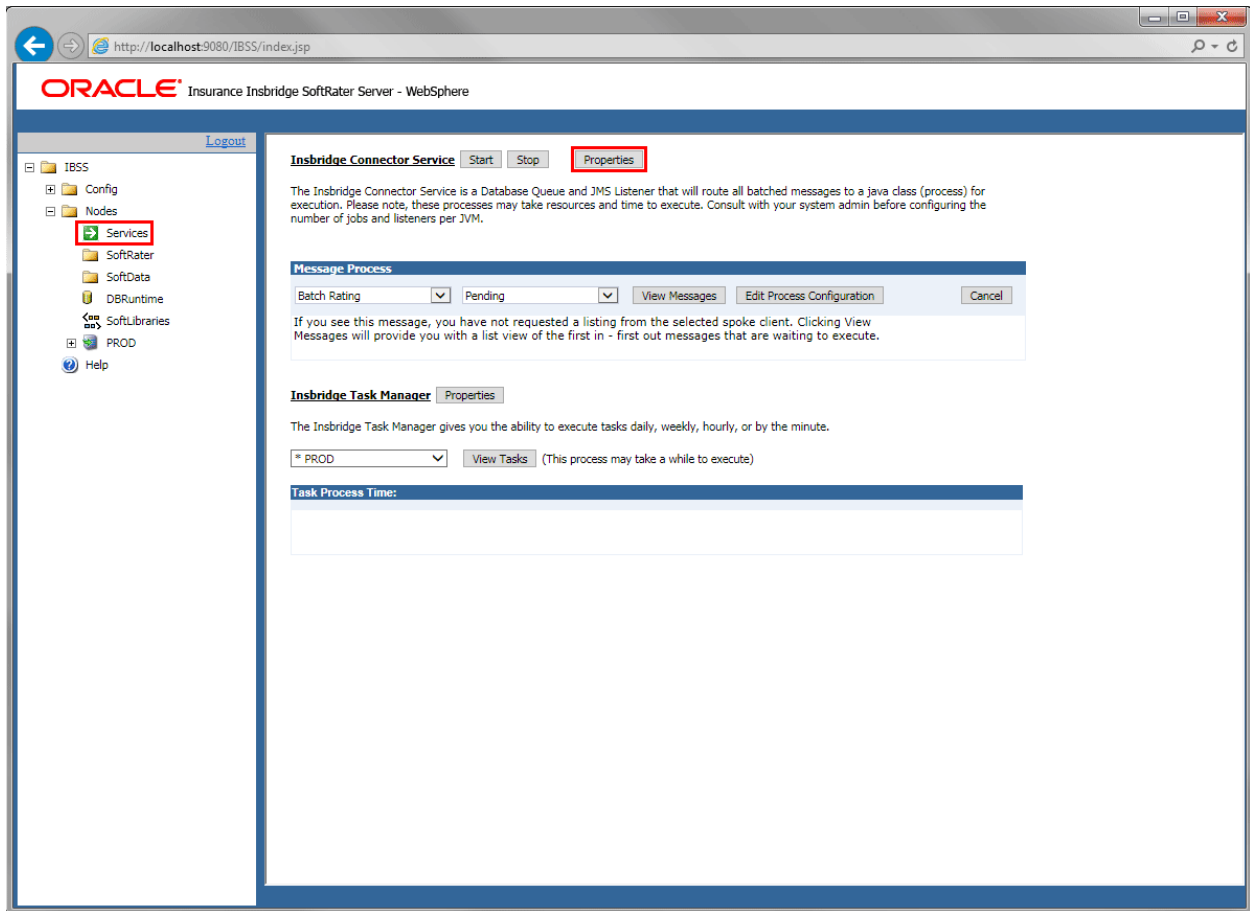 http://localhost:9080/IBSS/index.jsp
ORACLE Insurance Insbridge SoftRater Server - WebSphere
Logout
IBSS
Config
Nodes
Services
SoftRater
SoftData
DBRuntime
SoftLibraries
PROD
Help
Insbridge Connector Service Start Stop Properties
The Insbridge Connector Service is a Database Queue and JMS Listener that will route all batched messages to a java class (process) for
execution. Please note, these processes may take resources and time to execute. Consult with your system admin before configuring the
number of jobs and listeners per JVM.
Message Process
Batch Rating Pending View Messages Edit Process Configuration Cancel
If you see this message, you have not requested a listing from the selected spoke client. Clicking View
Messages will provide you with a list view of the first in - first out messages that are waiting to execute.
Insbridge Task Manager Properties
The Insbridge Task Manager gives you the ability to execute tasks daily, weekly, hourly, or by the minute.
* PROD View Tasks (This process may take a while to execute)
Task Process Time: